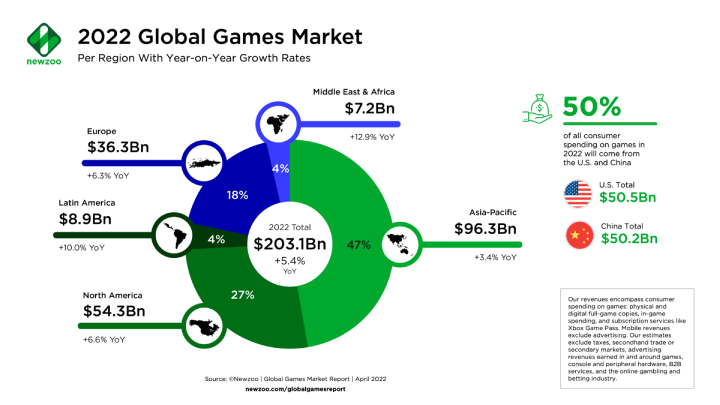 newzoo
2022 Global Games Market
Per Region With Year-on-Year Growth Rates
Middle East & Africa
$7.2Bn
+12.9% YoY
Europe
$36.3Bn
+6.3% YoY
Latin America
$8.9Bn
+10.0% YoY
North America
$54.3Bn
+6.6% YoY
4%
18%
4%
27%
47%
2022 Total
$203.1Bn
+5.4%
YoY
Asia-Pacific
$96.3Bn
+3.4% YoY
50%
of all consumer
spending on games in
2022 will come from
the U.S. and China
U.S. Total
$50.5Bn
China Total
$50.2Bn
Our revenues encompass consumer
spending on games: physical and
digital full-game copies, in-game
spending, and subscription services like
Xbox Game Pass. Mobile revenues
exclude advertising. Our estimates
exclude taxes, secondhand trade or
secondary markets, advertising
revenues earned in and around games,
console and peripheral hardware, B2B
services, and the online gambling and
betting industry.
Source: ©Newzoo | Global Games Market Report | April 2022
newzoo.com/globalgamesreport